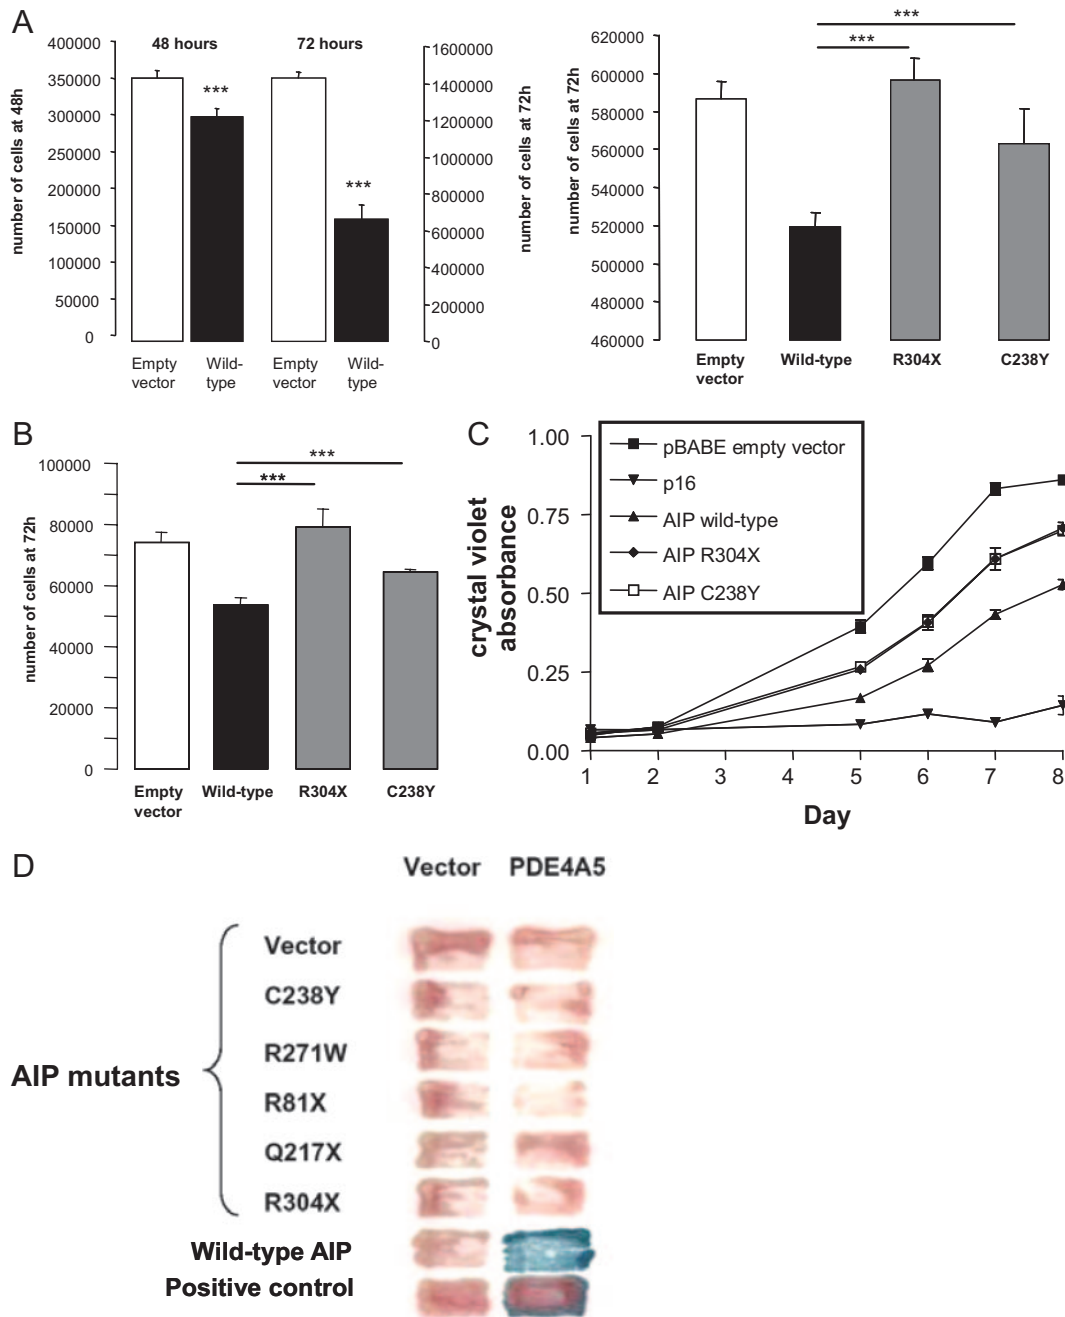 A
48 hours
72 hours
number of cells at 48h
400000
350000
300000
250000
200000
150000
100000
50000
0
***
***
Empty vector
Wild-type
Empty vector
Wild-type
1600000
1400000
1200000
1000000
800000
600000
400000
200000
0
number of cells at 72h
number of cells at 72h
620000
600000
580000
560000
540000
520000
500000
480000
460000
***
***
Empty vector
Wild-type
R304X
C238Y
B
number of cells at 72h
100000
80000
60000
40000
20000
0
***
***
Empty vector
Wild-type
R304X
C238Y
C
crystal violet absorbance
1.00
0.75
0.50
0.25
0.00
pBABE empty vector
p16
AIP wild-type
AIP R304X
AIP C238Y
1 2 3 4 5 6 7 8
Day
D
Vector PDE4A5
AIP mutants
Vector
C238Y
R271W
R81X
Q217X
R304X
Wild-type AIP
Positive control